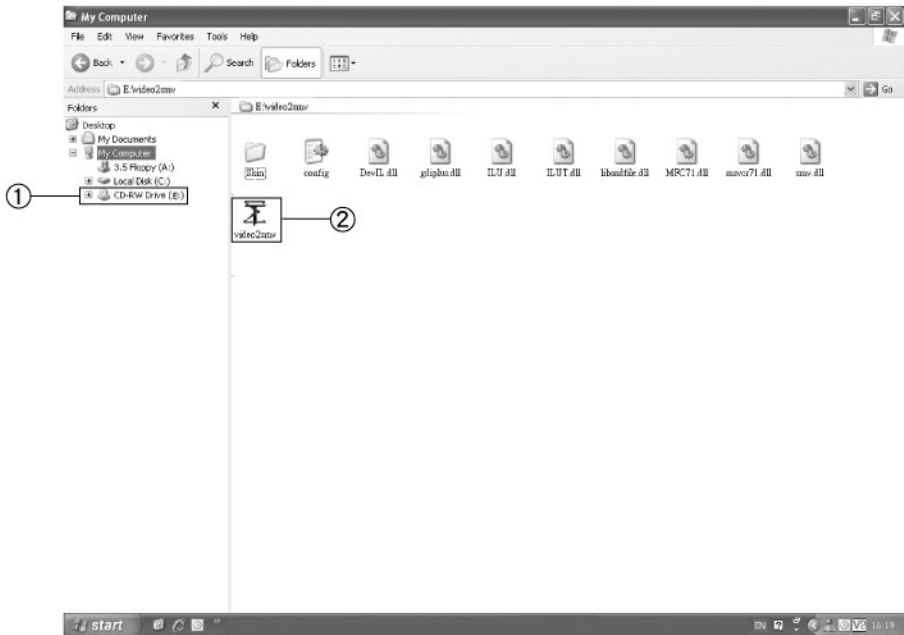 My Computer
File Edit View Favorites Tools Help
Back Search Folders
Address E:\video2smv Go
Folders × E:\video2smv
Desktop
My Documents
My Computer
3.5 Floppy (A:)
Local Disk (C:)
① CD-RW Drive (E:)
Skin config DevIL.dll gdiplus.dll ILU.dll ILUT.dll libsndfile.dll MFC71.dll msvcr71.dll smv.dll
video2smv ②
start EN 16:19